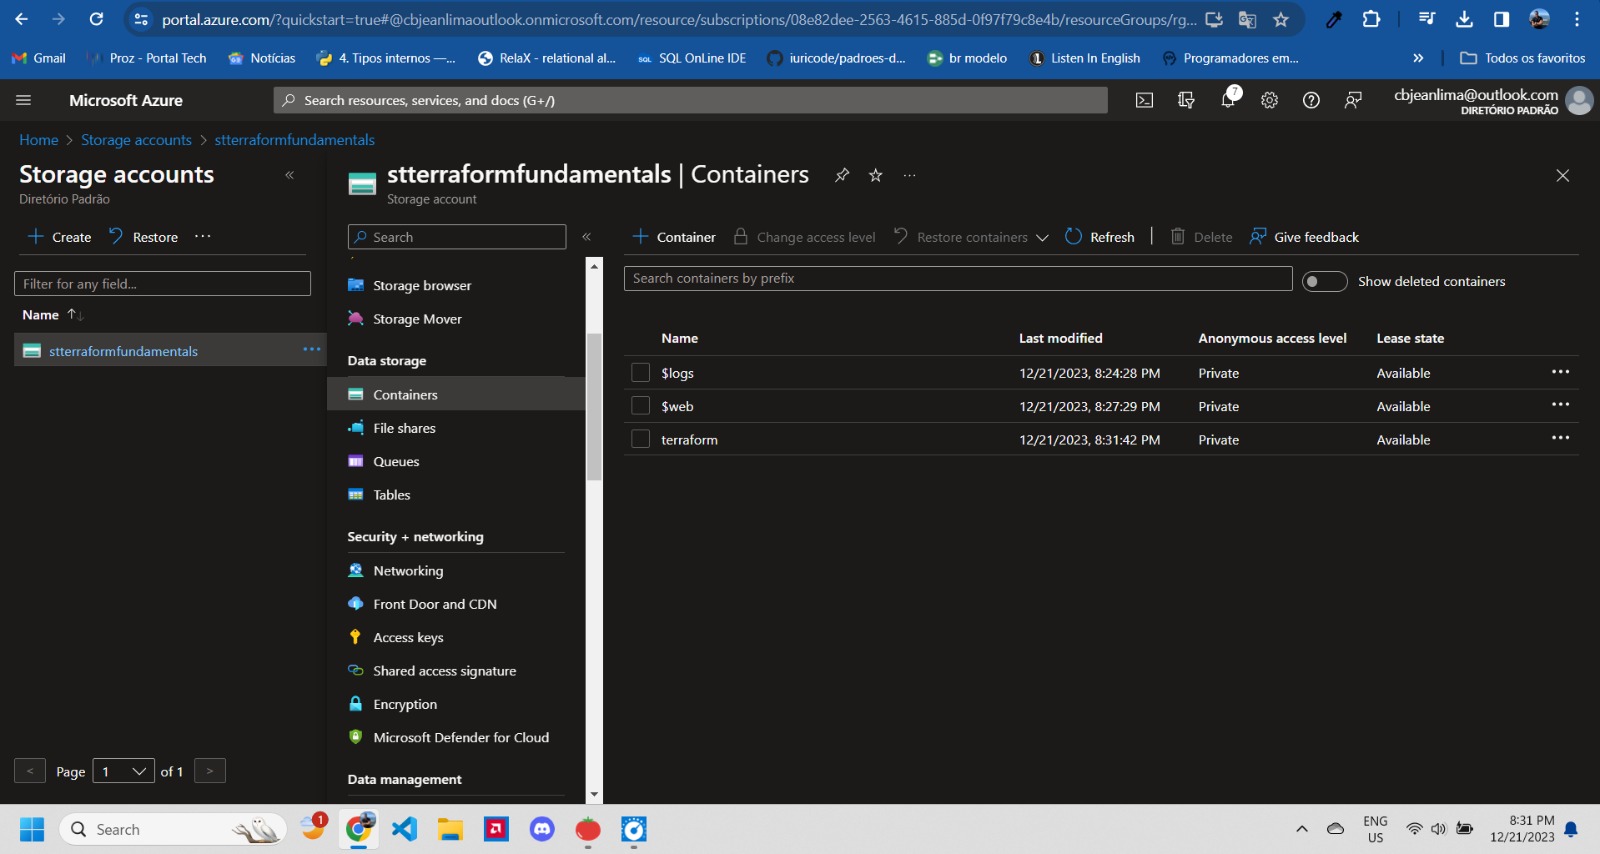 portal.azure.com/?quickstart=true#@cbjeanlimaoutlook.onmicrosoft.com/resource/subscriptions/08e82dee-2563-4615-885d-0f97f79c8e4b/resourceGroups/rg...
Gmail
Proz - Portal Tech
Notícias
4. Tipos internos —...
RelaX - relational al...
SQL OnLine IDE
iuricode/padroes-d...
br modelo
Listen In English
Programadores em...
»
Todos os favoritos
Microsoft Azure
Search resources, services, and docs (G+/)
7
cbjeanlima@outlook.com
DIRETÓRIO PADRÃO
Home > Storage accounts > stterraformfundamentals
Storage accounts
Diretório Padrão
stterraformfundamentals | Containers
Storage account
Create
Restore
Search
Container
Change access level
Restore containers
Refresh
Delete
Give feedback
Filter for any field...
Name
stterraformfundamentals
Storage browser
Storage Mover
Data storage
Containers
File shares
Queues
Tables
Security + networking
Networking
Front Door and CDN
Access keys
Shared access signature
Encryption
Microsoft Defender for Cloud
Data management
Search containers by prefix
Show deleted containers
Name Last modified Anonymous access level Lease state
$logs 12/21/2023, 8:24:28 PM Private Available
$web 12/21/2023, 8:27:29 PM Private Available
terraform 12/21/2023, 8:31:42 PM Private Available
< Page 1 of 1 >
Search
1
ENG
US
8:31 PM
12/21/2023